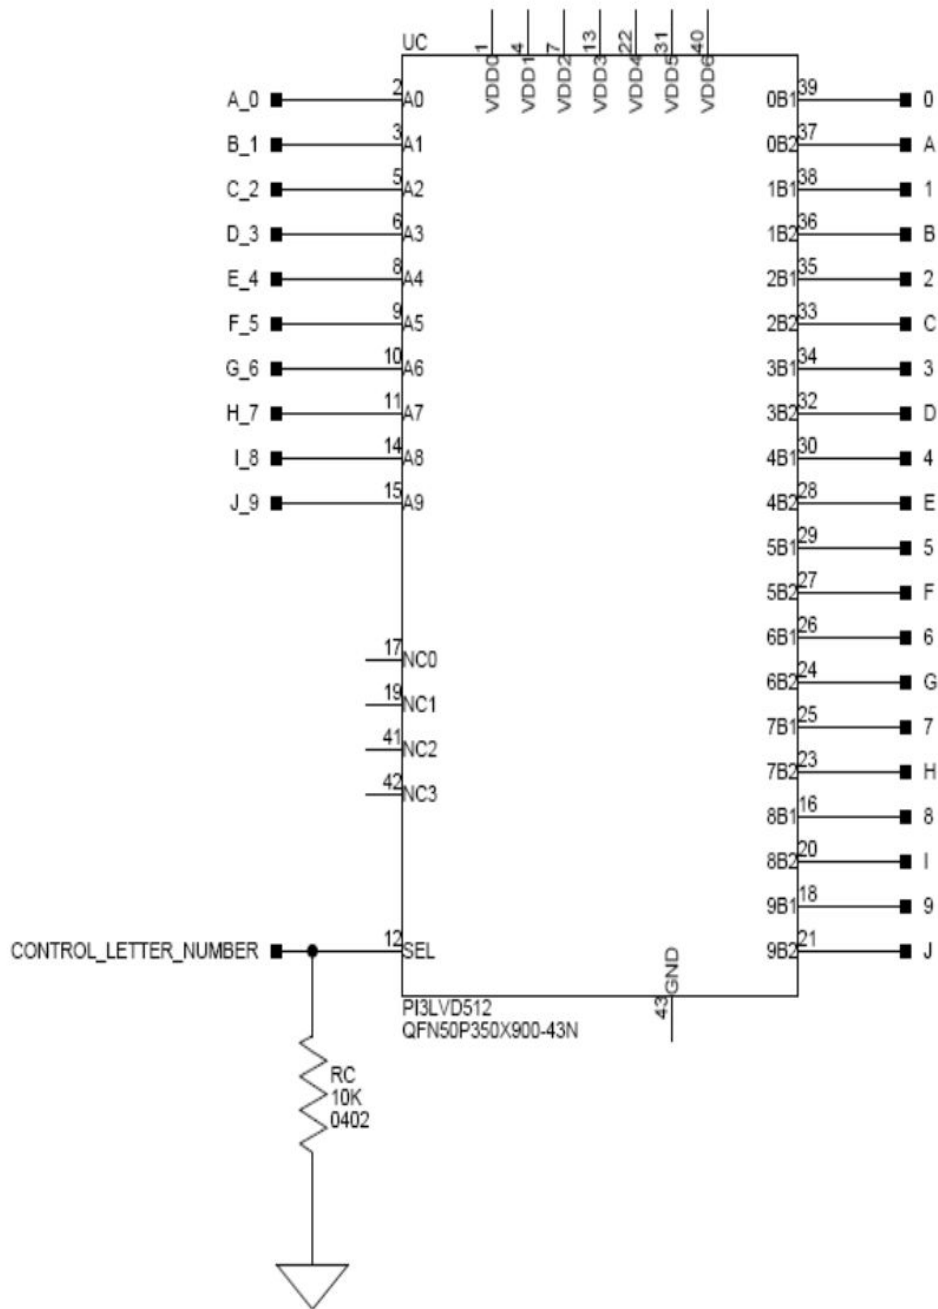 UC
1
VDD0
4
VDD1
7
VDD2
13
VDD3
22
VDD4
31
VDD5
40
VDD6
A_0 2 A0
B_1 3 A1
C_2 5 A2
D_3 6 A3
E_4 8 A4
F_5 9 A5
G_6 10 A6
H_7 11 A7
I_8 14 A8
J_9 15 A9
17 NC0
19 NC1
41 NC2
42 NC3
CONTROL_LETTER_NUMBER 12 SEL
0B1 39 0
0B2 37 A
1B1 38 1
1B2 36 B
2B1 35 2
2B2 33 C
3B1 34 3
3B2 32 D
4B1 30 4
4B2 28 E
5B1 29 5
5B2 27 F
6B1 26 6
6B2 24 G
7B1 25 7
7B2 23 H
8B1 16 8
8B2 20 I
9B1 18 9
9B2 21 J
43 GND
PI3LVD512
QFN50P350X900-43N
RC
10K
0402